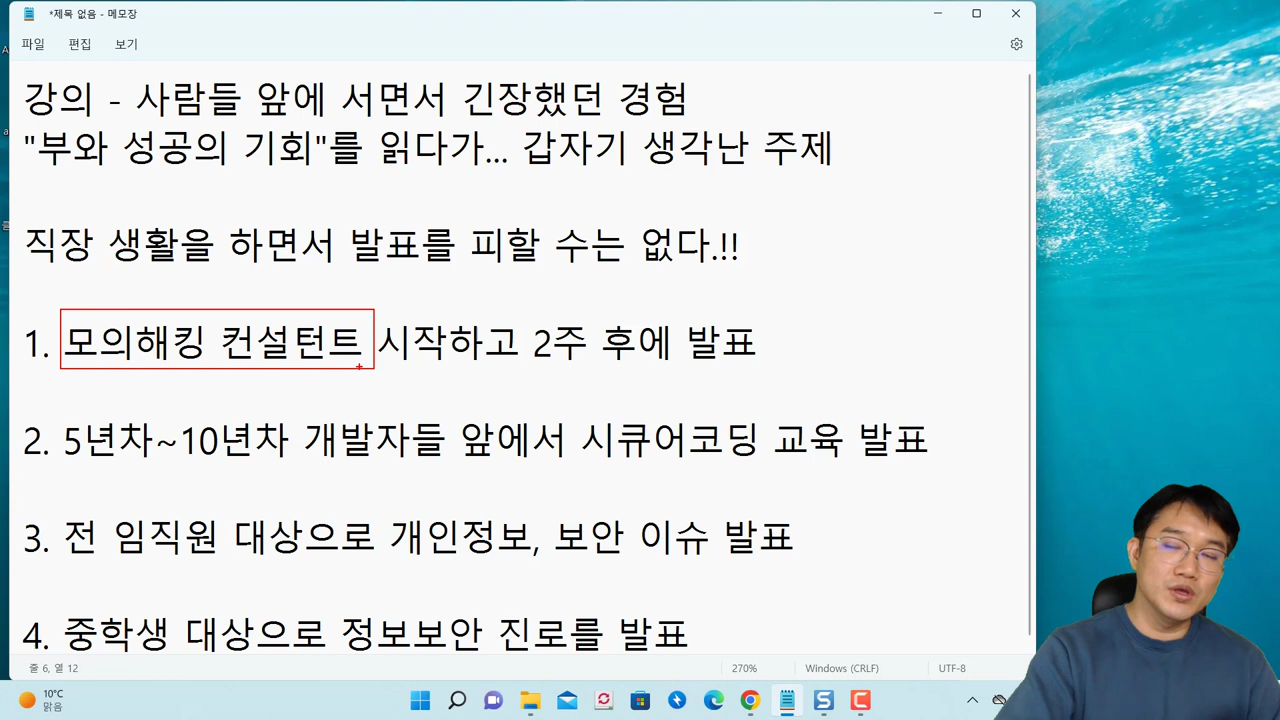 *제목 없음 - 메모장
파일 편집 보기
강의 - 사람들 앞에 서면서 긴장했던 경험
"부와 성공의 기회"를 읽다가... 갑자기 생각난 주제
직장 생활을 하면서 발표를 피할 수는 없다.!!
1. 모의해킹 컨설턴트 시작하고 2주 후에 발표
2. 5년차~10년차 개발자들 앞에서 시큐어코딩 교육 발표
3. 전 임직원 대상으로 개인정보, 보안 이슈 발표
4. 중학생 대상으로 정보보안 진로를 발표
줄 6, 열 12 270% Windows (CRLF) UTF-8
10°C
맑음